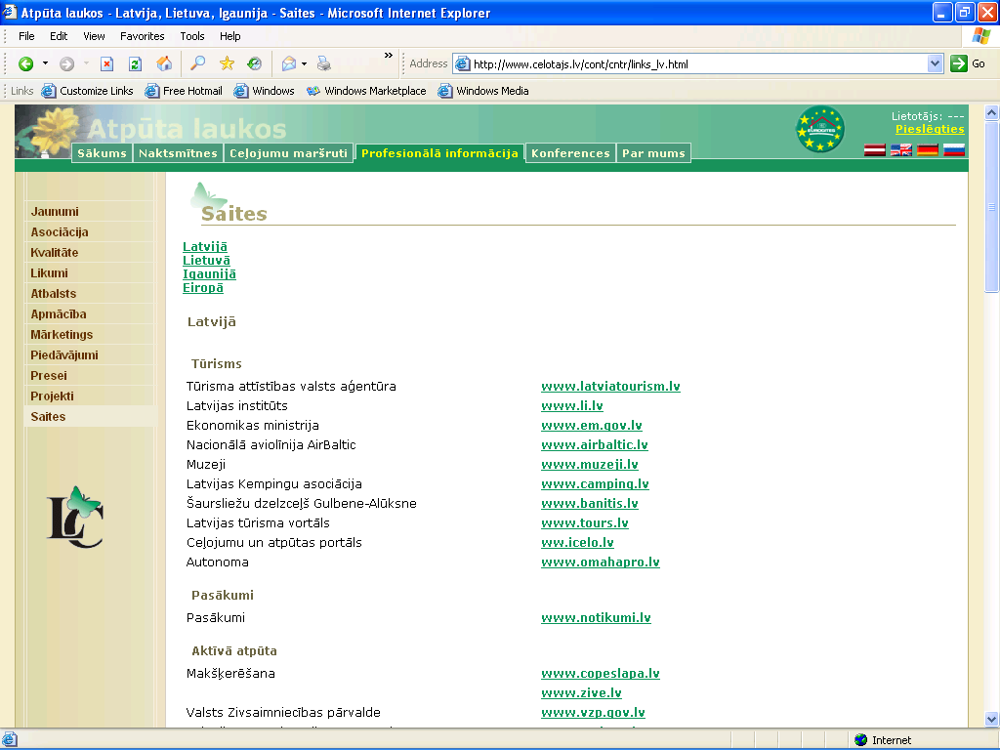 Atpūta laukos - Latvija, Lietuva, Igaunija - Saites - Microsoft Internet Explorer
File Edit View Favorites Tools Help
» Address http://www.celotajs.lv/cont/cntr/links_lv.html Go
Links Customize Links Free Hotmail Windows Windows Marketplace Windows Media
Atpūta laukos
EUROGITES
Lietotājs: ---
Pieslēgties
Sākums Naktsmītnes Ceļojumu maršruti Profesionālā informācija Konferences Par mums
Jaunumi
Asociācija
Kvalitāte
Likumi
Atbalsts
Apmācība
Mārketings
Piedāvājumi
Presei
Projekti
Saites
LC
Saites
Latvijā
Lietuvā
Igaunijā
Eiropā
Latvijā
Tūrisms
Tūrisma attīstības valsts aģentūra www.latviatourism.lv
Latvijas institūts www.li.lv
Ekonomikas ministrija www.em.gov.lv
Nacionālā aviolīnija AirBaltic www.airbaltic.lv
Muzeji www.muzeji.lv
Latvijas Kempingu asociācija www.camping.lv
Šaursliežu dzelzceļš Gulbene-Alūksne www.banitis.lv
Latvijas tūrisma vortāls www.tours.lv
Ceļojumu un atpūtas portāls ww.icelo.lv
Autonoma www.omahapro.lv
Pasākumi
Pasākumi www.notikumi.lv
Aktīvā atpūta
Makšķerēšana www.copeslapa.lv
www.zive.lv
Valsts Zivsaimniecības pārvalde www.vzp.gov.lv
Internet